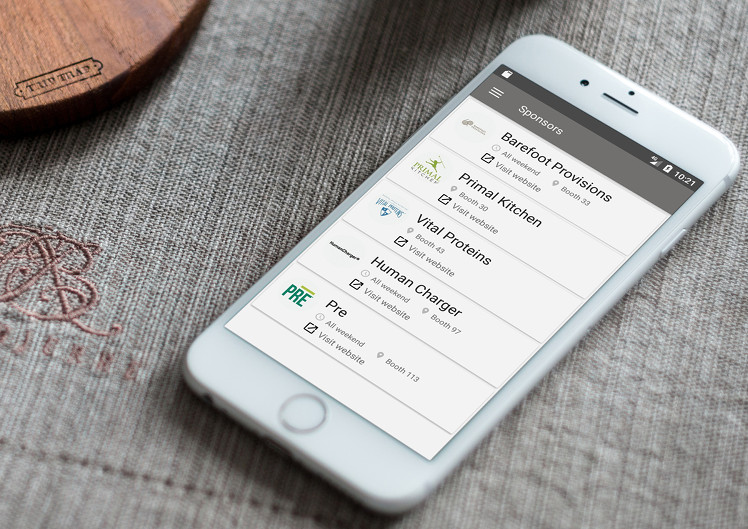 TRIVTRAP
10:21
Sponsors
Barefoot Provisions
All weekend
Booth 33
Visit website
PRIMAL
KITCHEN
Primal Kitchen
Booth 30
Visit website
VITAL PROTEINS
Vital Proteins
Booth 43
Visit website
HumanCharger®
Human Charger
All weekend
Booth 97
Visit website
PRE
Pre
All weekend
Booth 113
Visit website